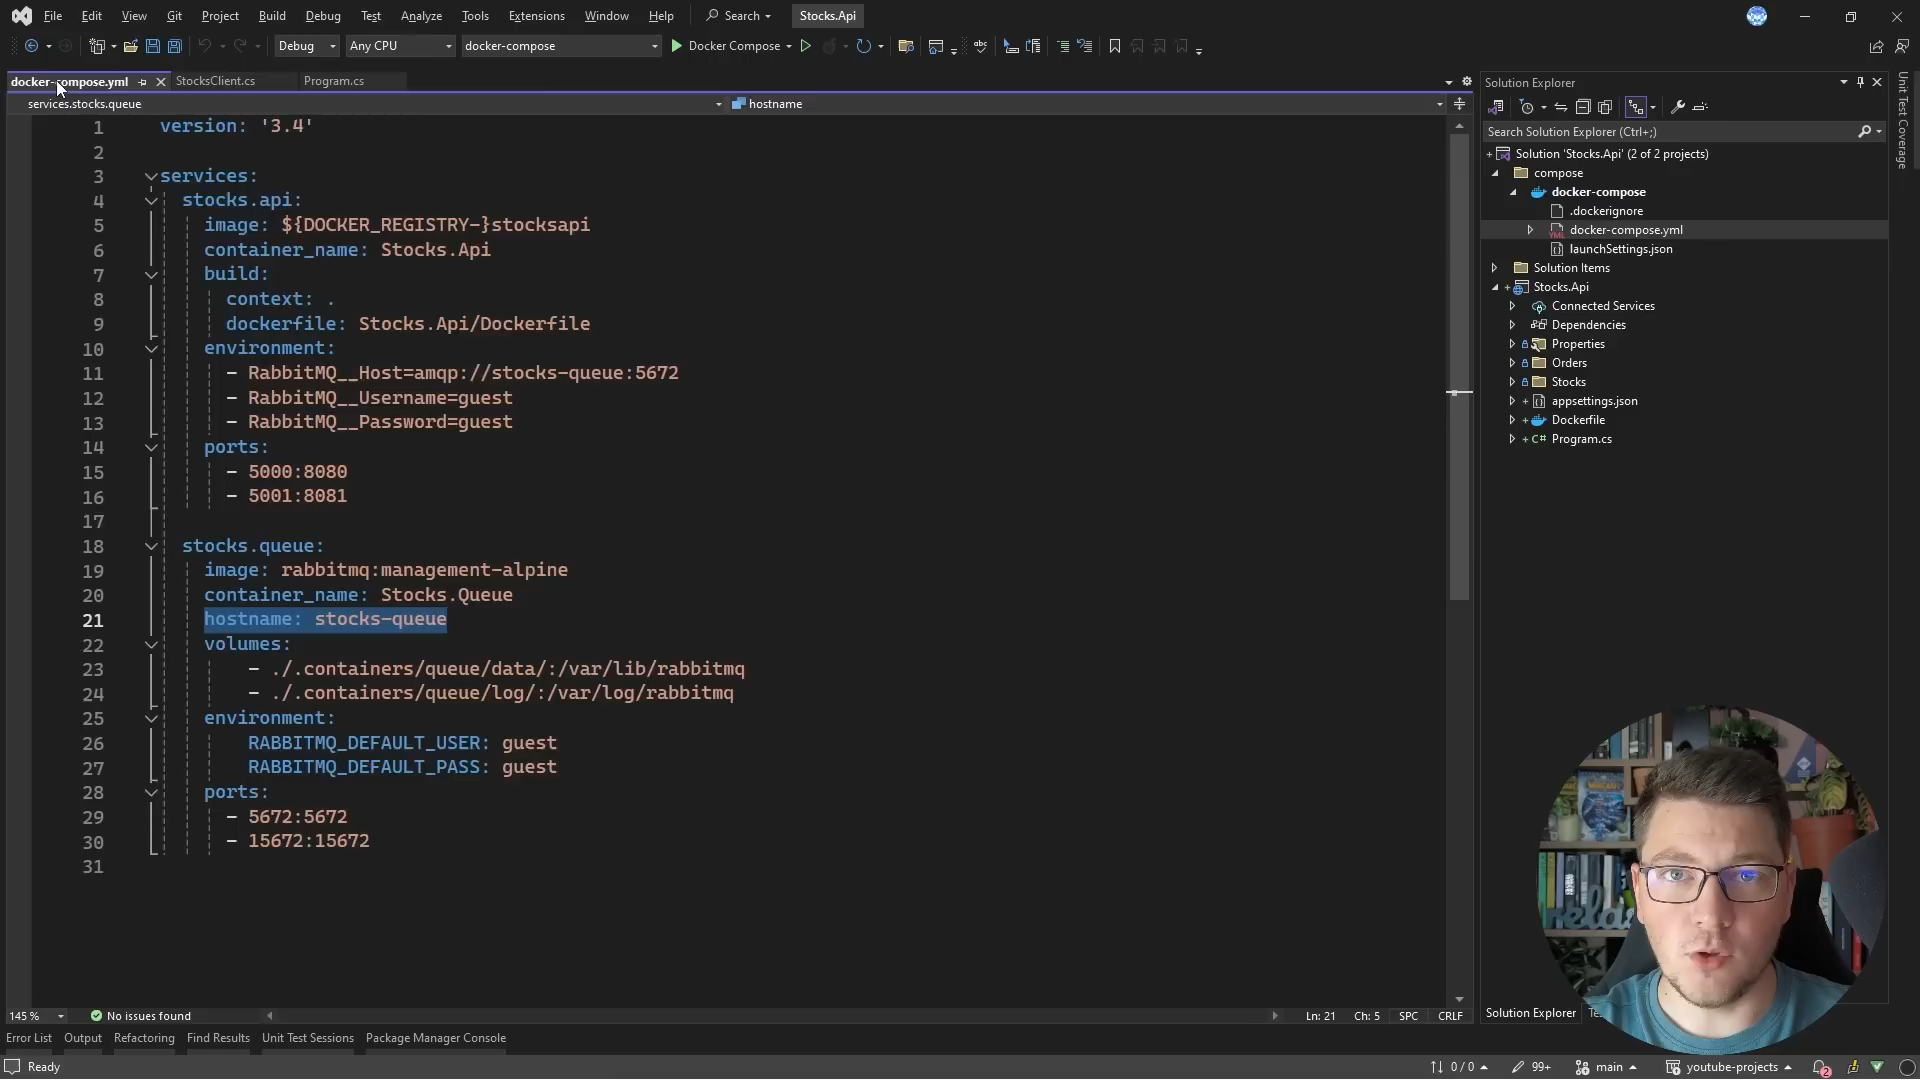 File Edit View Git Project Build Debug Test Analyze Tools Extensions Window Help Search Stocks.Api
Debug Any CPU docker-compose Docker Compose
docker-compose.yml StocksClient.cs Program.cs
services.stocks.queue hostname
1 version: '3.4'
2
3 services:
4 stocks.api:
5 image: ${DOCKER_REGISTRY-}stocksapi
6 container_name: Stocks.Api
7 build:
8 context: .
9 dockerfile: Stocks.Api/Dockerfile
10 environment:
11 - RabbitMQ__Host=amqp://stocks-queue:5672
12 - RabbitMQ__Username=guest
13 - RabbitMQ__Password=guest
14 ports:
15 - 5000:8080
16 - 5001:8081
17
18 stocks.queue:
19 image: rabbitmq:management-alpine
20 container_name: Stocks.Queue
21 hostname: stocks-queue
22 volumes:
23 - ./.containers/queue/data/:/var/lib/rabbitmq
24 - ./.containers/queue/log/:/var/log/rabbitmq
25 environment:
26 RABBITMQ_DEFAULT_USER: guest
27 RABBITMQ_DEFAULT_PASS: guest
28 ports:
29 - 5672:5672
30 - 15672:15672
31
145 % No issues found Ln: 21 Ch: 5 SPC CRLF
Error List Output Refactoring Find Results Unit Test Sessions Package Manager Console
Solution Explorer
Search Solution Explorer (Ctrl+;)
Solution 'Stocks.Api' (2 of 2 projects)
compose
docker-compose
.dockerignore
docker-compose.yml
launchSettings.json
Solution Items
Stocks.Api
Connected Services
Dependencies
Properties
Orders
Stocks
appsettings.json
Dockerfile
C# Program.cs
Solution Explorer
Unit Test Coverage
Ready 0 / 0 99+ main youtube-projects 2